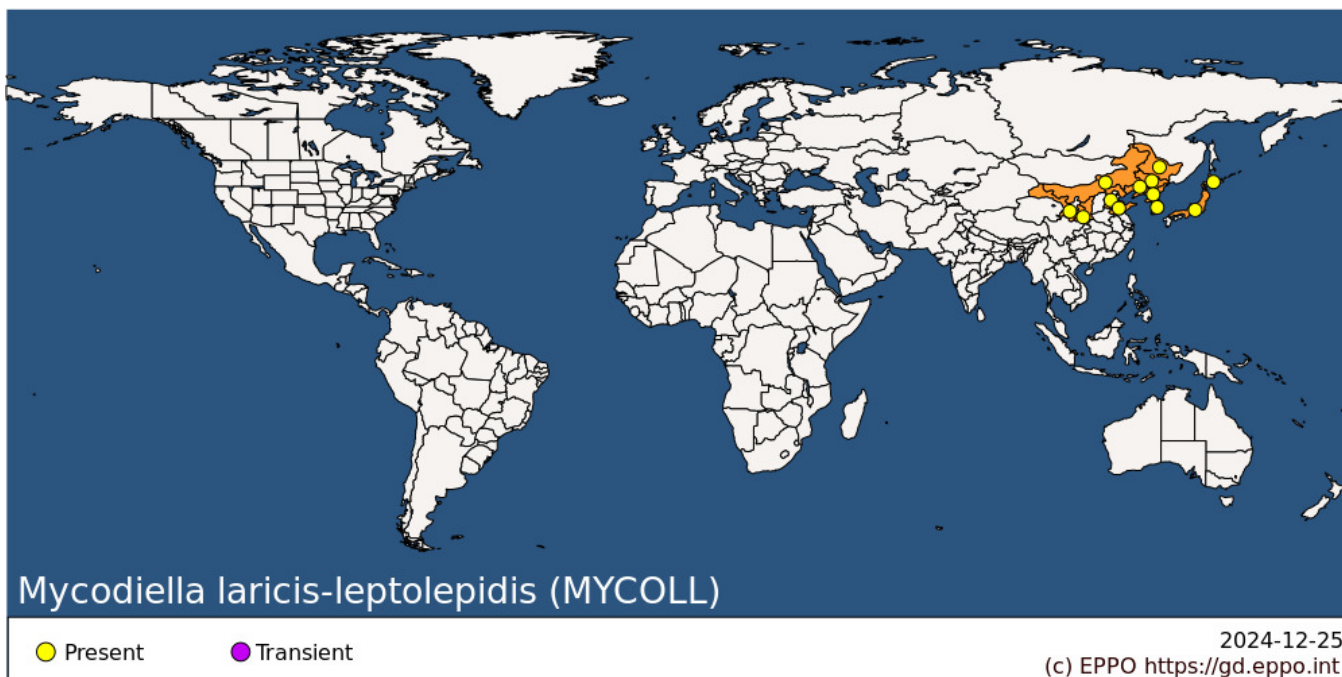 Mycodiella laricis-leptolepidis (MYCOLL)
Present
Transient
2024-12-25
(c) EPPO https://gd.eppo.int